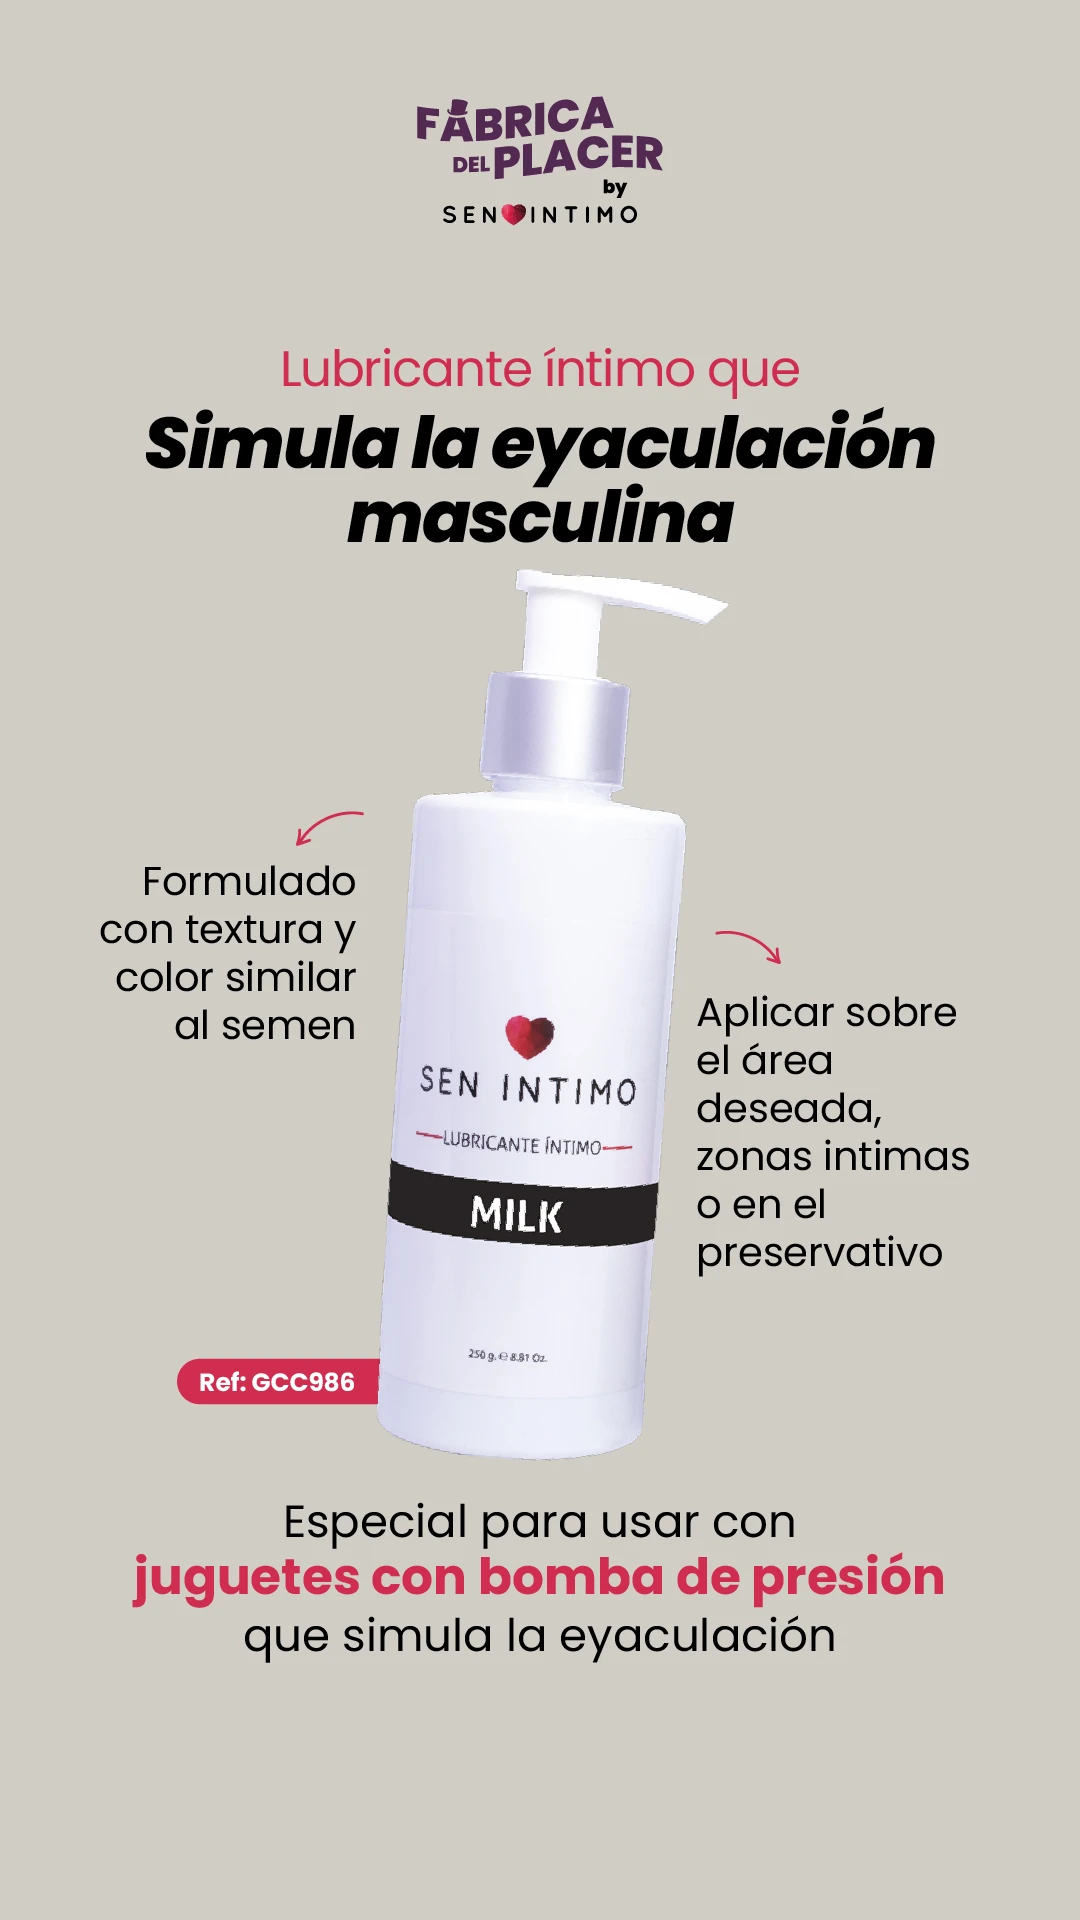 FÁBRICA
DEL PLACER
by
SEN INTIMO
Lubricante íntimo que
Simula la eyaculación
masculina
Formulado
con textura y
color similar
al semen
Aplicar sobre
el área
deseada,
zonas intimas
o en el
preservativo
SEN INTIMO
LUBRICANTE ÍNTIMO
MILK
250 g. e 8.81 Oz.
Ref: GCC986
Especial para usar con
juguetes con bomba de presión
que simula la eyaculación